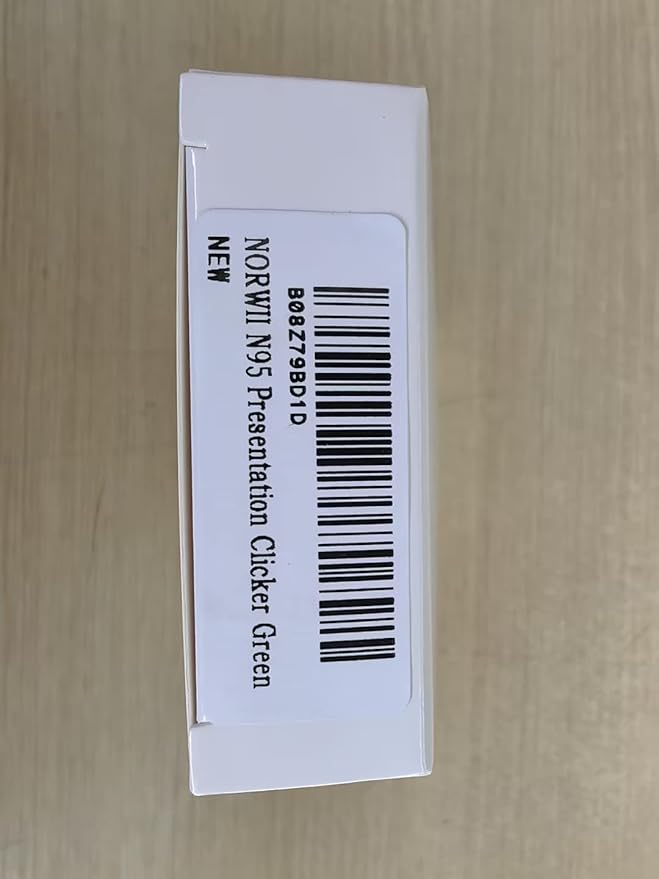 B08Z79BD1D
NORWII N95 Presentation Clicker Green
NEW